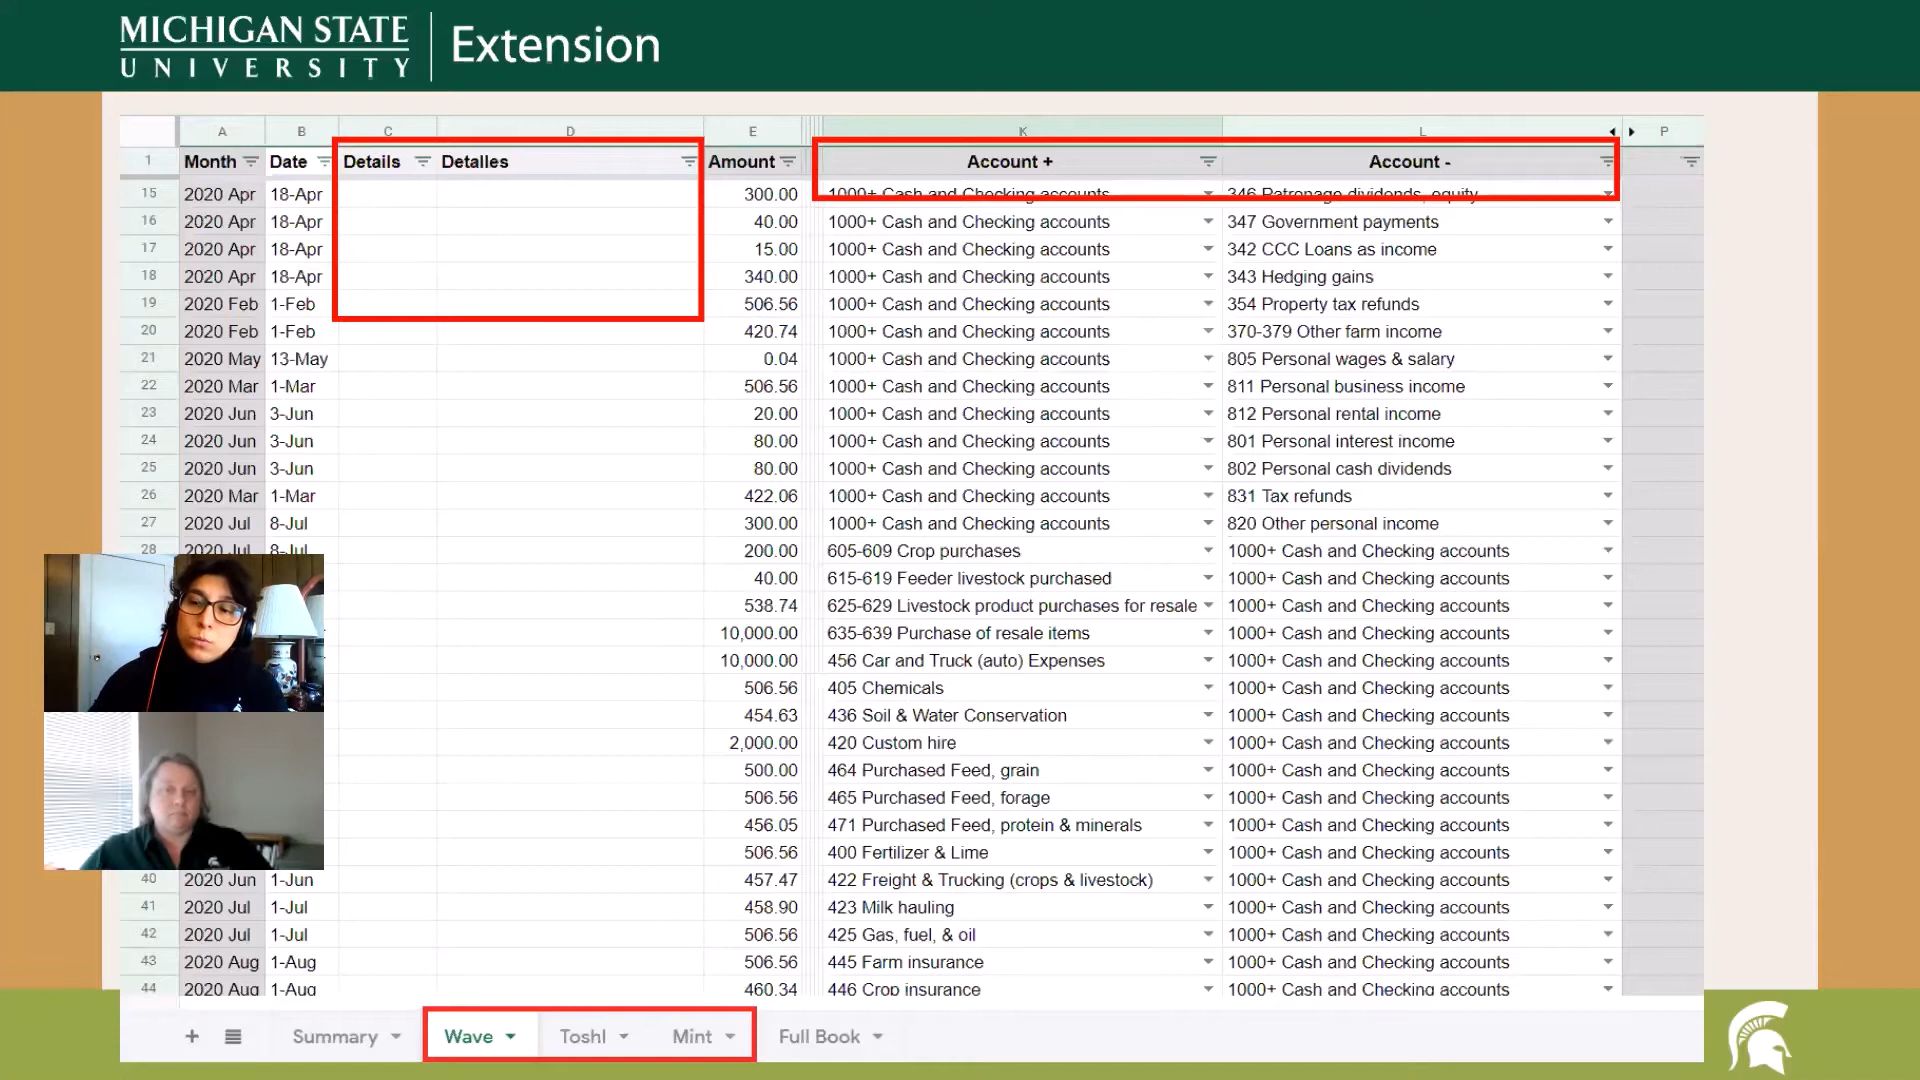 MICHIGAN STATE
UNIVERSITY
Extension
A B C D E K L P
1 Month Date Details Detalles Amount Account + Account -
15 2020 Apr 18-Apr 300.00 1000+ Cash and Checking accounts 346 Patronage dividends, equity
16 2020 Apr 18-Apr 40.00 1000+ Cash and Checking accounts 347 Government payments
17 2020 Apr 18-Apr 15.00 1000+ Cash and Checking accounts 342 CCC Loans as income
18 2020 Apr 18-Apr 340.00 1000+ Cash and Checking accounts 343 Hedging gains
19 2020 Feb 1-Feb 506.56 1000+ Cash and Checking accounts 354 Property tax refunds
20 2020 Feb 1-Feb 420.74 1000+ Cash and Checking accounts 370-379 Other farm income
21 2020 May 13-May 0.04 1000+ Cash and Checking accounts 805 Personal wages & salary
22 2020 Mar 1-Mar 506.56 1000+ Cash and Checking accounts 811 Personal business income
23 2020 Jun 3-Jun 20.00 1000+ Cash and Checking accounts 812 Personal rental income
24 2020 Jun 3-Jun 80.00 1000+ Cash and Checking accounts 801 Personal interest income
25 2020 Jun 3-Jun 80.00 1000+ Cash and Checking accounts 802 Personal cash dividends
26 2020 Mar 1-Mar 422.06 1000+ Cash and Checking accounts 831 Tax refunds
27 2020 Jul 8-Jul 300.00 1000+ Cash and Checking accounts 820 Other personal income
28 2020 Jul 8-Jul 200.00 605-609 Crop purchases 1000+ Cash and Checking accounts
40.00 615-619 Feeder livestock purchased 1000+ Cash and Checking accounts
538.74 625-629 Livestock product purchases for resale 1000+ Cash and Checking accounts
10,000.00 635-639 Purchase of resale items 1000+ Cash and Checking accounts
10,000.00 456 Car and Truck (auto) Expenses 1000+ Cash and Checking accounts
506.56 405 Chemicals 1000+ Cash and Checking accounts
454.63 436 Soil & Water Conservation 1000+ Cash and Checking accounts
2,000.00 420 Custom hire 1000+ Cash and Checking accounts
500.00 464 Purchased Feed, grain 1000+ Cash and Checking accounts
506.56 465 Purchased Feed, forage 1000+ Cash and Checking accounts
456.05 471 Purchased Feed, protein & minerals 1000+ Cash and Checking accounts
506.56 400 Fertilizer & Lime 1000+ Cash and Checking accounts
40 2020 Jun 1-Jun 457.47 422 Freight & Trucking (crops & livestock) 1000+ Cash and Checking accounts
41 2020 Jul 1-Jul 458.90 423 Milk hauling 1000+ Cash and Checking accounts
42 2020 Jul 1-Jul 506.56 425 Gas, fuel, & oil 1000+ Cash and Checking accounts
43 2020 Aug 1-Aug 506.56 445 Farm insurance 1000+ Cash and Checking accounts
44 2020 Aug 1-Aug 460.34 446 Crop insurance 1000+ Cash and Checking accounts
+ Summary Wave Toshl Mint Full Book